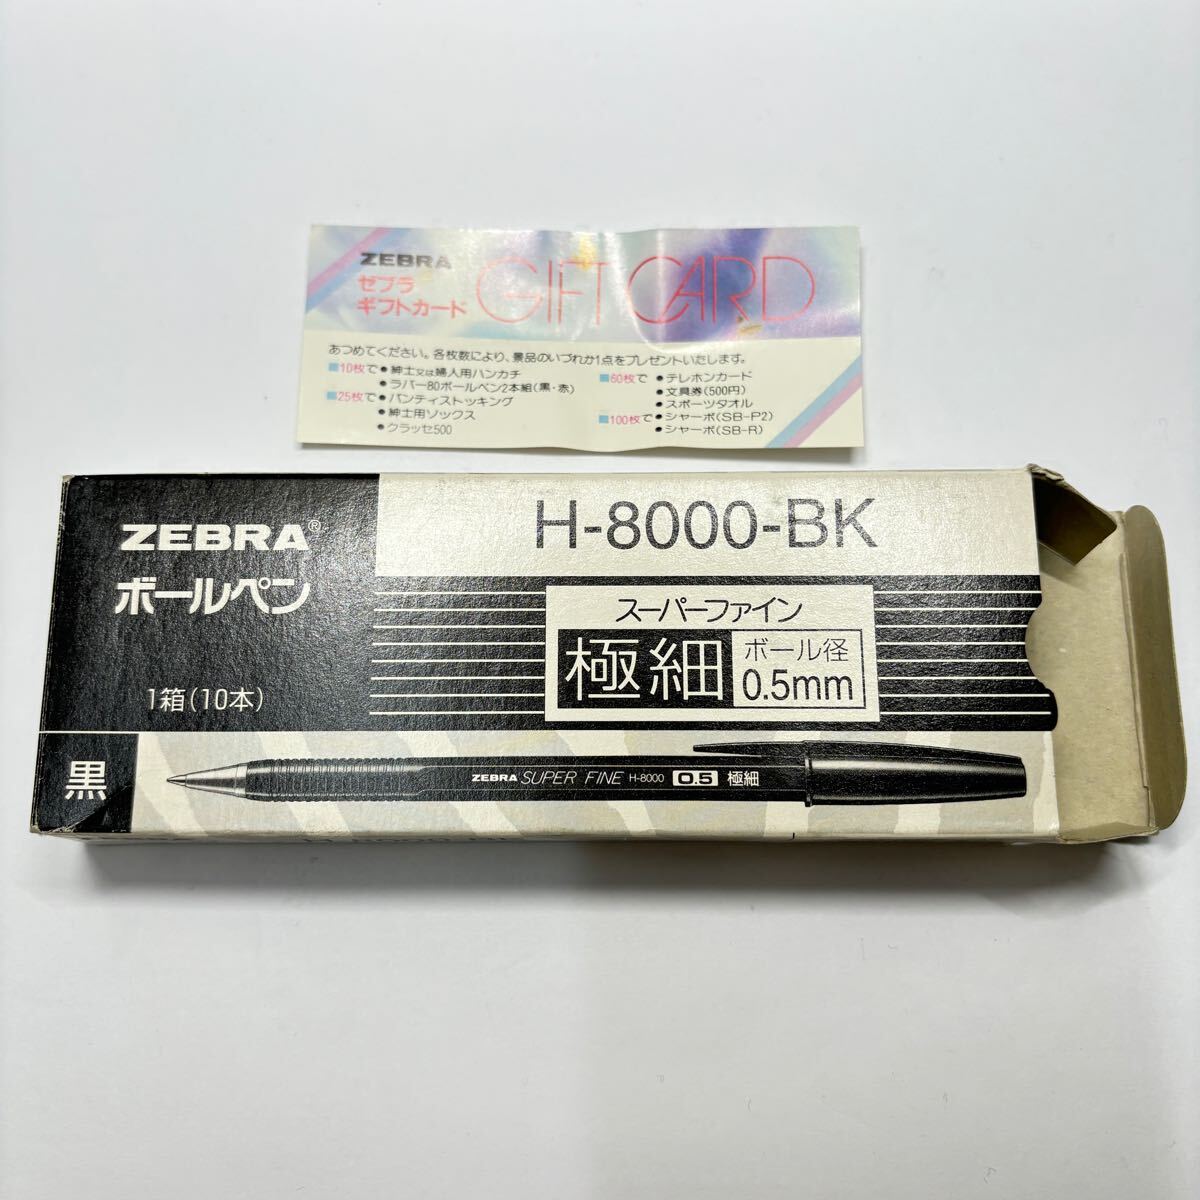 ZEBRA
ゼブラ
ギフトカード
GIFT CARD
あつめてください。各枚数により、景品のいづれか1点をプレゼントいたします。
■10枚で ●紳士又は婦人用ハンカチ
●ラバー80ボールペン2本組(黒・赤)
■25枚で ●パンティストッキング
●紳士用ソックス
●クラッセ500
■60枚で ●テレホンカード
●文具券(500円)
●スポーツタオル
■100枚で ●シャーボ(SB-P2)
●シャーボ(SB-R)
ZEBRA®
ボールペン
1箱(10本)
H-8000-BK
スーパーファイン
極細
ボール径
0.5mm
黒
ZEBRA SUPER FINE H-8000 0.5 極細